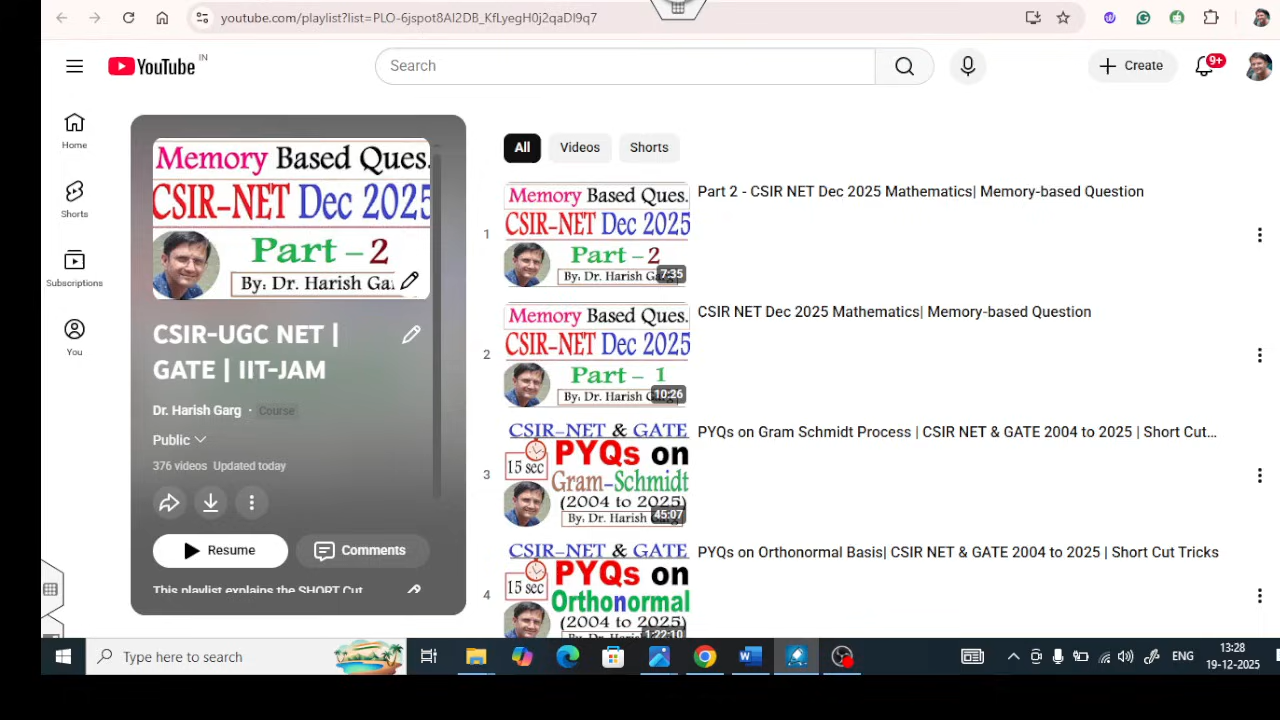 youtube.com/playlist?list=PLO-6jspot8Al2DB_KfLyegH0j2qaDl9q7
YouTube IN
Search
Create
9+
Home
Shorts
Subscriptions
You
Memory Based Ques.
CSIR-NET Dec 2025
Part - 2
By: Dr. Harish Ga
CSIR-UGC NET |
GATE | IIT-JAM
Dr. Harish Garg · Course
Public
376 videos Updated today
Resume
Comments
This playlist explains the SHORT Cut
All Videos Shorts
1
Memory Based Ques.
CSIR-NET Dec 2025
Part - 2
By: Dr. Harish Ga
7:35
Part 2 - CSIR NET Dec 2025 Mathematics| Memory-based Question
2
Memory Based Ques.
CSIR-NET Dec 2025
Part - 1
By: Dr. Harish G
10:26
CSIR NET Dec 2025 Mathematics| Memory-based Question
3
CSIR-NET & GATE
PYQs on
15 sec
Gram-Schmidt
(2004 to 2025)
By: Dr. Harish
45:07
PYQs on Gram Schmidt Process | CSIR NET & GATE 2004 to 2025 | Short Cut...
4
CSIR-NET & GATE
PYQs on
15 sec
Orthonormal
(2004 to 2025)
1:22:10
PYQs on Orthonormal Basis| CSIR NET & GATE 2004 to 2025 | Short Cut Tricks
Type here to search
ENG
13:28
19-12-2025